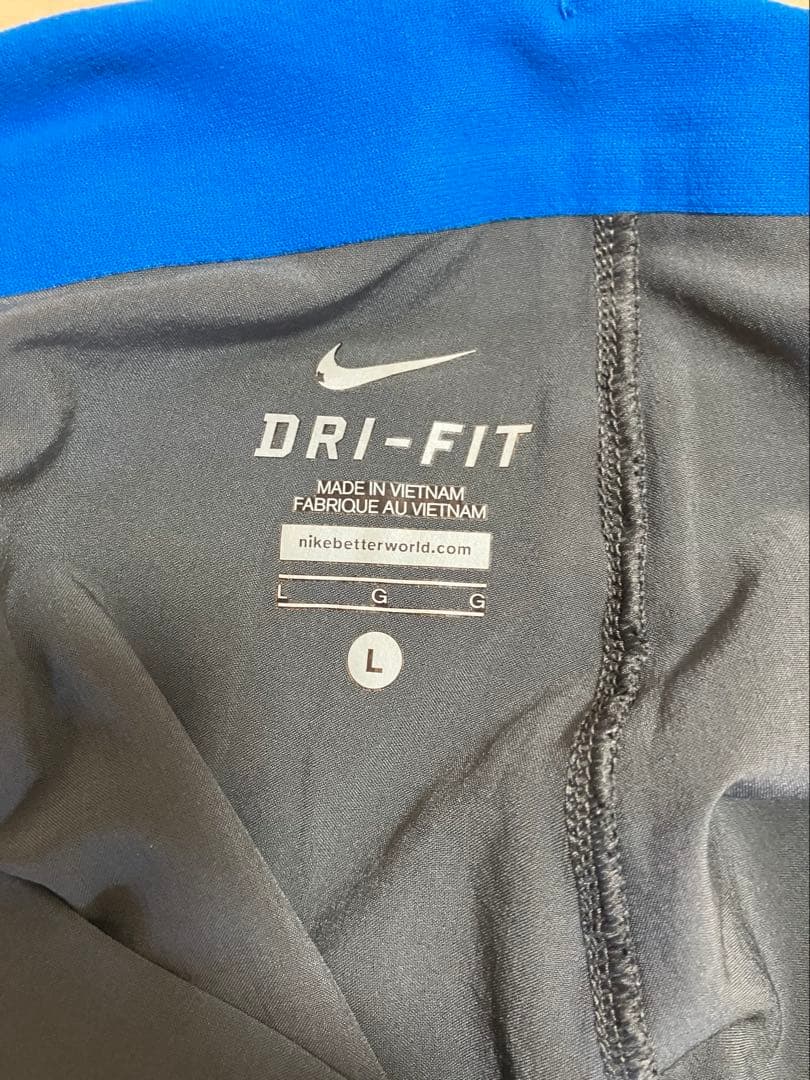 DRI-FIT
MADE IN VIETNAM
FABRIQUE AU VIETNAM
nikebetterworld.com
L G G
L